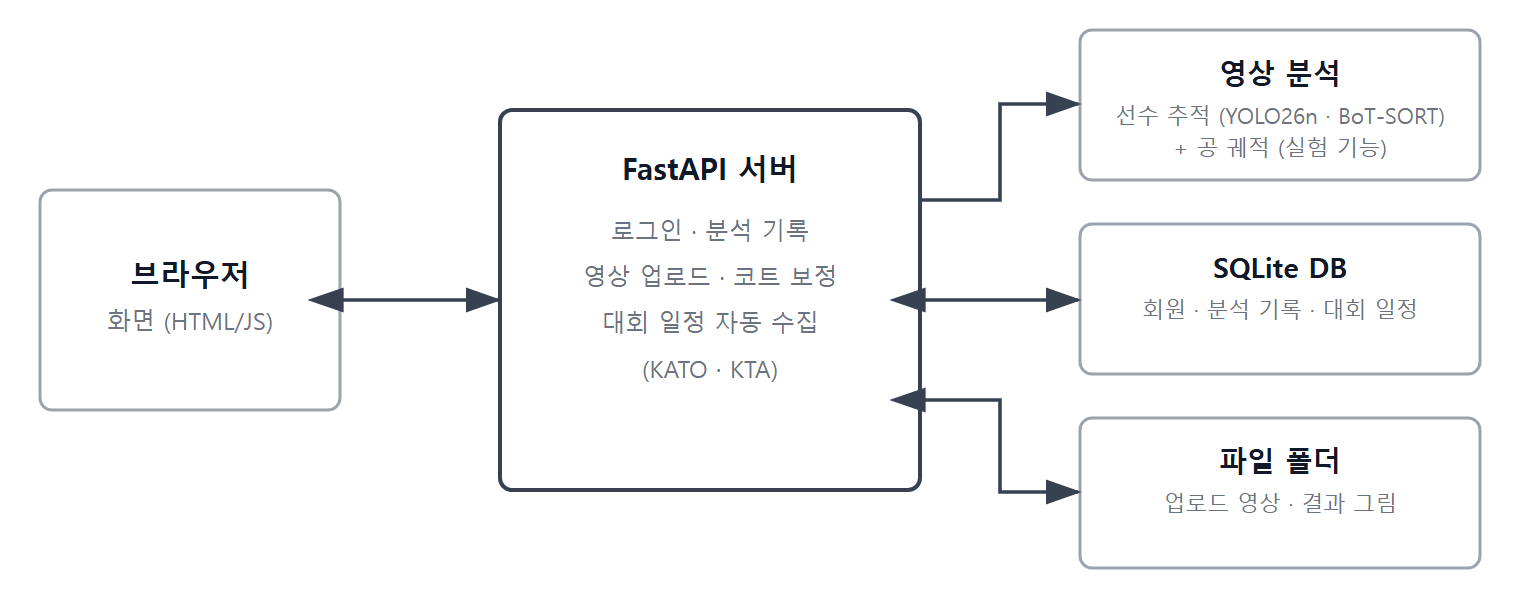 브라우저
화면 (HTML/JS)
FastAPI 서버
로그인 · 분석 기록
영상 업로드 · 코트 보정
대회 일정 자동 수집
(KATO · KTA)
영상 분석
선수 추적 (YOLO26n · BoT-SORT)
+ 공 궤적 (실험 기능)
SQLite DB
회원 · 분석 기록 · 대회 일정
파일 폴더
업로드 영상 · 결과 그림